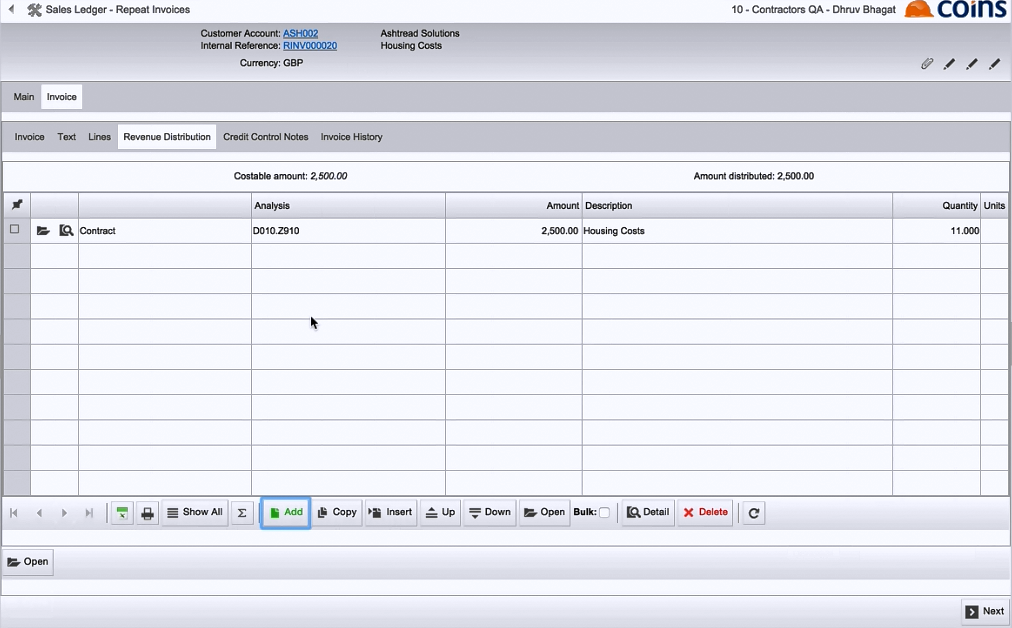 Sales Ledger - Repeat Invoices
10 - Contractors QA - Dhruv Bhagat
coins
Customer Account: ASH002 Ashtread Solutions
Internal Reference: RINV000020 Housing Costs
Currency: GBP
Main Invoice
Invoice Text Lines Revenue Distribution Credit Control Notes Invoice History
Costable amount: 2,500.00 Amount distributed: 2,500.00
Analysis Amount Description Quantity Units
Contract D010.Z910 2,500.00 Housing Costs 11.000
Show All Σ Add Copy Insert Up Down Open Bulk: Detail Delete
Open
Next